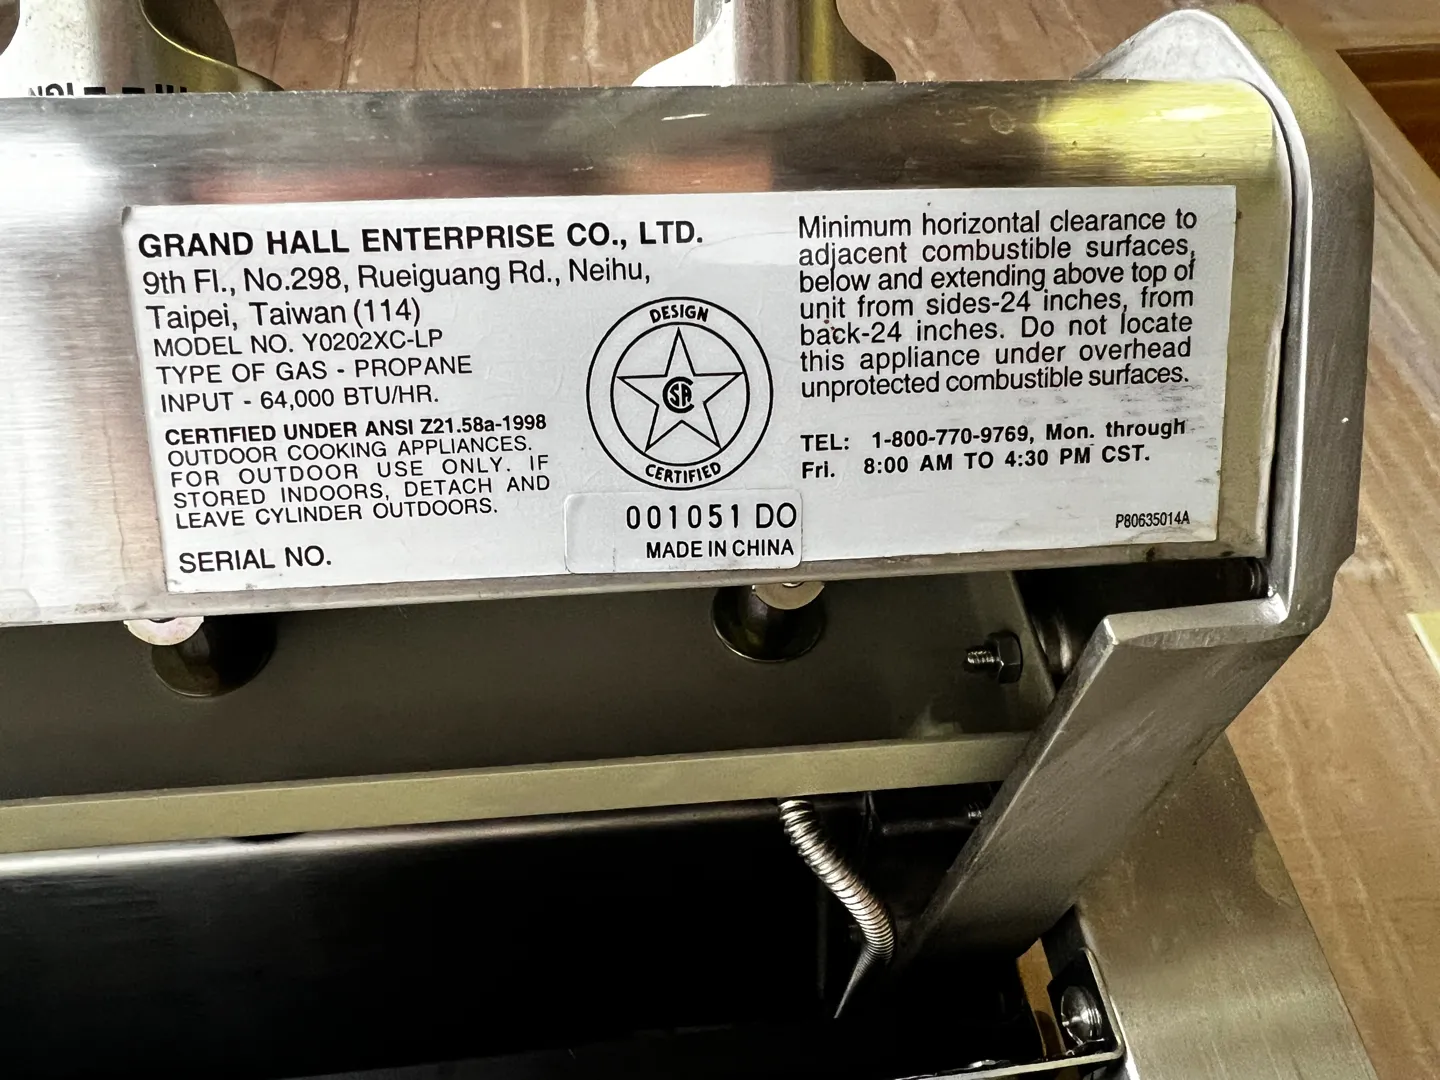 GRAND HALL ENTERPRISE CO., LTD.
9th Fl., No.298, Rueiguang Rd., Neihu,
Taipei, Taiwan (114)
MODEL NO. Y0202XC-LP
TYPE OF GAS - PROPANE
INPUT - 64,000 BTU/HR.
CERTIFIED UNDER ANSI Z21.58a-1998
OUTDOOR COOKING APPLIANCES.
FOR OUTDOOR USE ONLY. IF
STORED INDOORS, DETACH AND
LEAVE CYLINDER OUTDOORS.
SERIAL NO.
DESIGN
SA
CERTIFIED
001051 DO
MADE IN CHINA
Minimum horizontal clearance to
adjacent combustible surfaces,
below and extending above top of
unit from sides-24 inches, from
back-24 inches. Do not locate
this appliance under overhead
unprotected combustible surfaces.
TEL: 1-800-770-9769, Mon. through
Fri. 8:00 AM TO 4:30 PM CST.
P80635014A